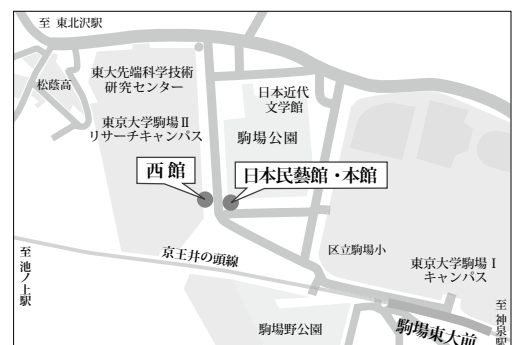 至 東北沢駅
松蔭高
東大先端科学技術
研究センター
日本近代
文学館
東京大学駒場Ⅱ
リサーチキャンパス
駒場公園
西館
日本民藝館・本館
京王井の頭線
区立駒場小
東京大学駒場Ⅰ
キャンパス
至 池ノ上駅
至 神泉駅
駒場野公園
駒場東大前